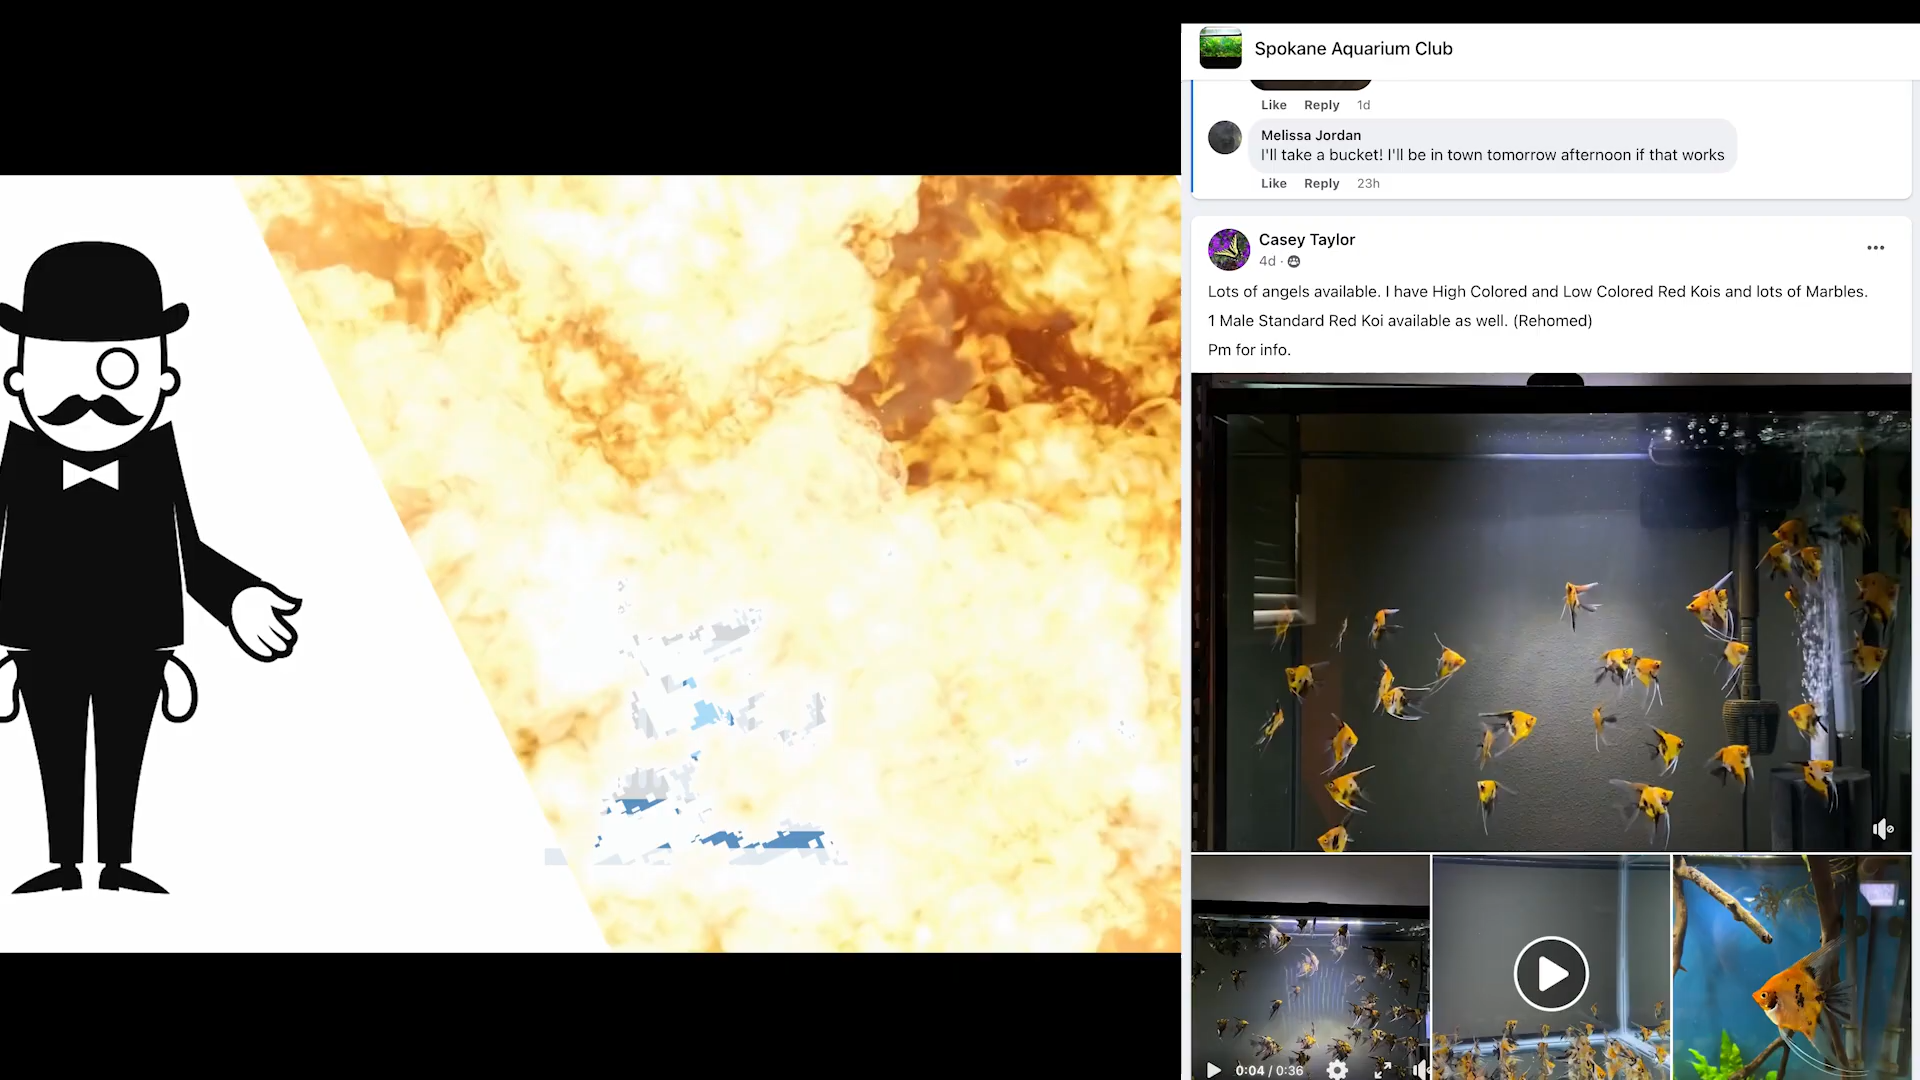 Spokane Aquarium Club
Like Reply 1d
Melissa Jordan
I'll take a bucket! I'll be in town tomorrow afternoon if that works
Like Reply 23h
Casey Taylor
4d ·
Lots of angels available. I have High Colored and Low Colored Red Kois and lots of Marbles.
1 Male Standard Red Koi available as well. (Rehomed)
Pm for info.
0:04 / 0:36